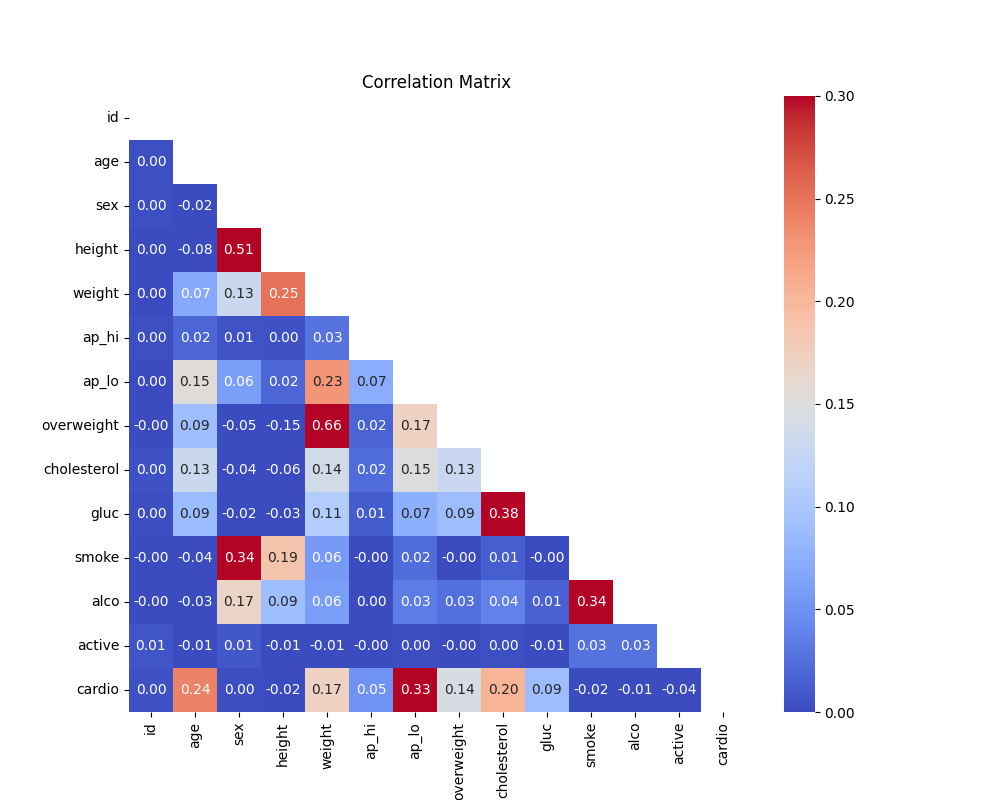 Correlation Matrix
id
age 0.00
sex 0.00 -0.02
height 0.00 -0.08 0.51
weight 0.00 0.07 0.13 0.25
ap_hi 0.00 0.02 0.01 0.00 0.03
ap_lo 0.00 0.15 0.06 0.02 0.23 0.07
overweight -0.00 0.09 -0.05 -0.15 0.66 0.02 0.17
cholesterol 0.00 0.13 -0.04 -0.06 0.14 0.02 0.15 0.13
gluc 0.00 0.09 -0.02 -0.03 0.11 0.01 0.07 0.09 0.38
smoke -0.00 -0.04 0.34 0.19 0.06 -0.00 0.02 -0.00 0.01 -0.00
alco -0.00 -0.03 0.17 0.09 0.06 0.00 0.03 0.03 0.04 0.01 0.34
active 0.01 -0.01 0.01 -0.01 -0.01 -0.00 0.00 -0.00 0.00 -0.01 0.03 0.03
cardio 0.00 0.24 0.00 -0.02 0.17 0.05 0.33 0.14 0.20 0.09 -0.02 -0.01 -0.04
id age sex height weight ap_hi ap_lo overweight cholesterol gluc smoke alco active cardio
0.30
0.25
0.20
0.15
0.10
0.05
0.00